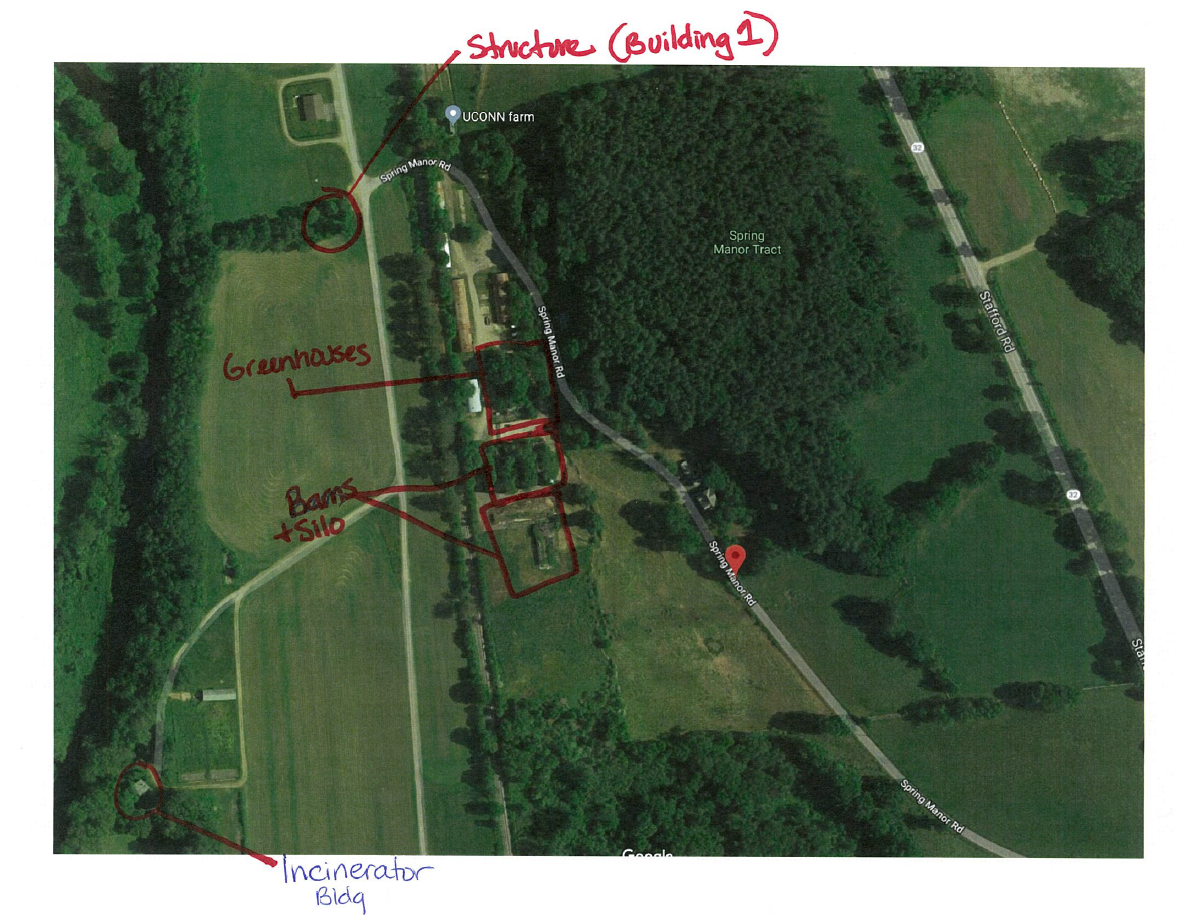 Structure (Building 1)
UCONN farm
Spring Manor Rd
32
Spring
Manor Tract
Stafford Rd
Spring Manor Rd
Greenhouses
Barns
+ Silo
32
Spring Manor Rd
Spring Manor Rd
Incinerator
Bldg